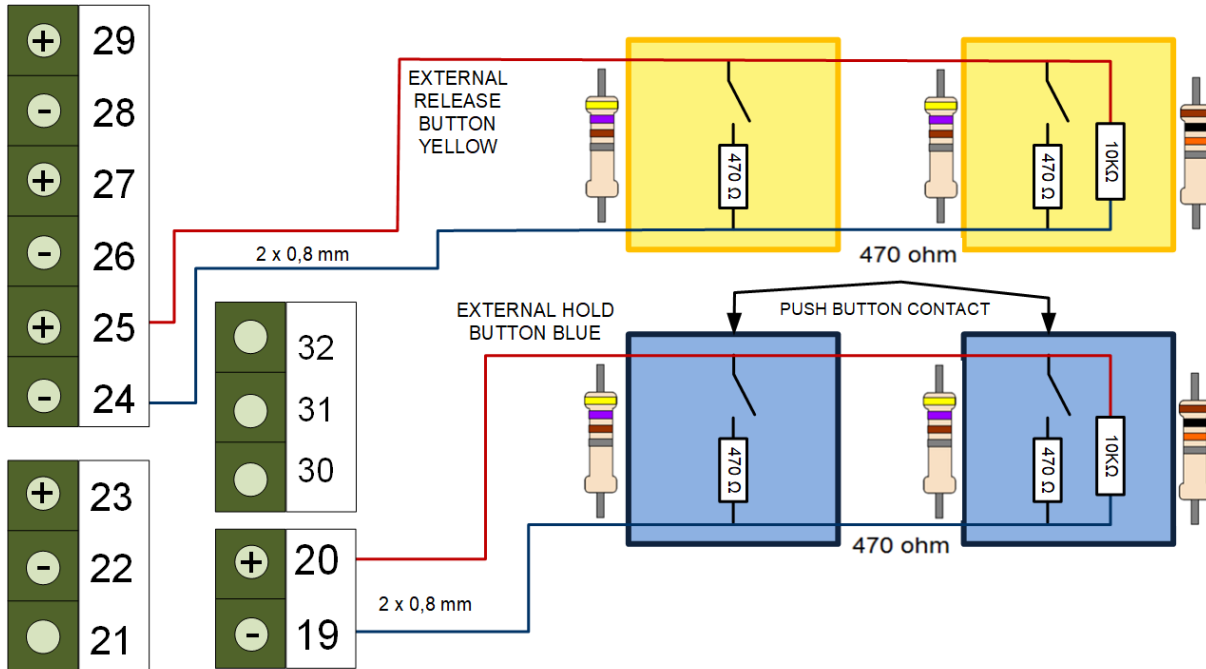 + 29
- 28
+ 27
- 26
+ 25
- 24
+ 23
- 22
21
32
31
30
+ 20
- 19
2 x 0,8 mm
EXTERNAL
RELEASE
BUTTON
YELLOW
470 Ω
470 Ω
10KΩ
470 ohm
EXTERNAL HOLD
BUTTON BLUE
PUSH BUTTON CONTACT
470 Ω
470 Ω
10KΩ
470 ohm
2 x 0,8 mm